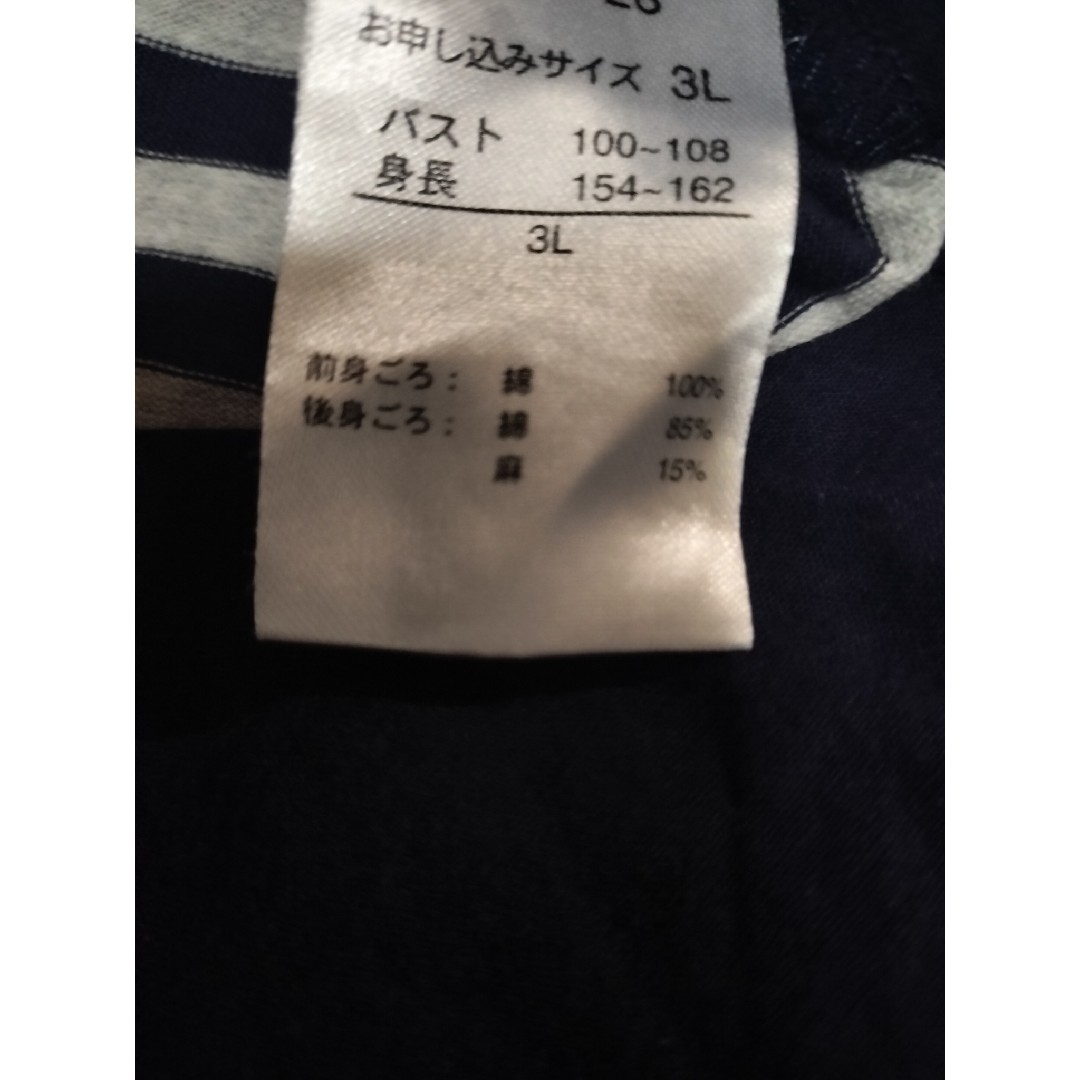 お申し込みサイズ 3L
バスト 100~108
身長 154~162
3L
前身ごろ: 綿 100%
後身ごろ: 綿 85%
麻 15%